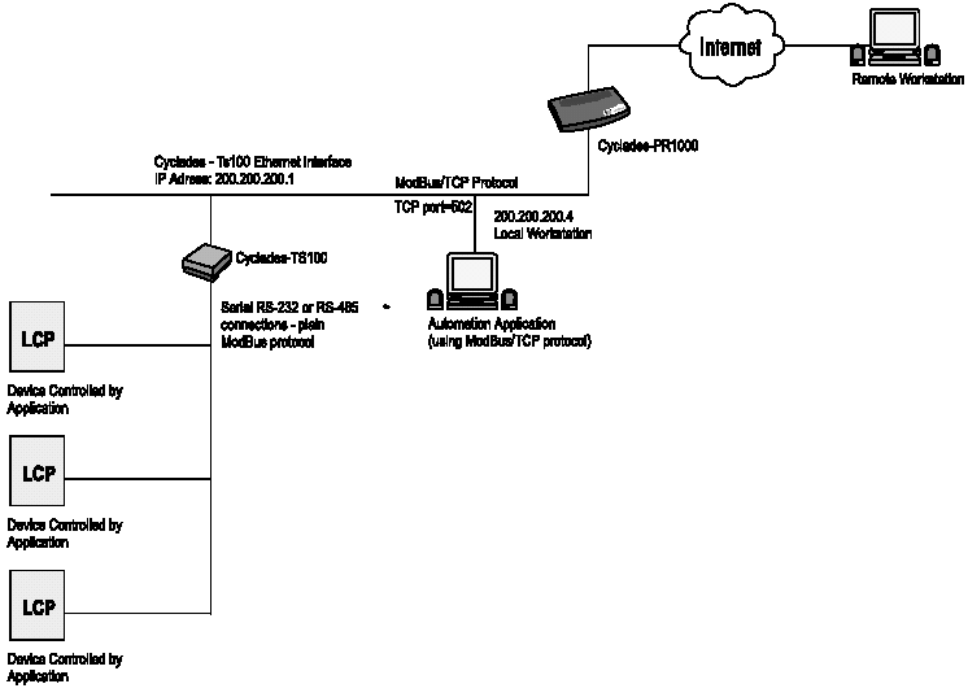 Internet
Remote Workstation
Cyclades-PR1000
Cyclades - Ts100 Ethernet Interface
IP Adress: 200.200.200.1
ModBus/TCP Protocol
TCP port=502
200.200.200.4
Local Workstation
Cyclades-TS100
Serial RS-232 or RS-485
connections - plain
ModBus protocol
Automation Application
(using ModBus/TCP protocol)
LCP
Device Controlled by
Application
LCP
Device Controlled by
Application
LCP
Device Controlled by
Application